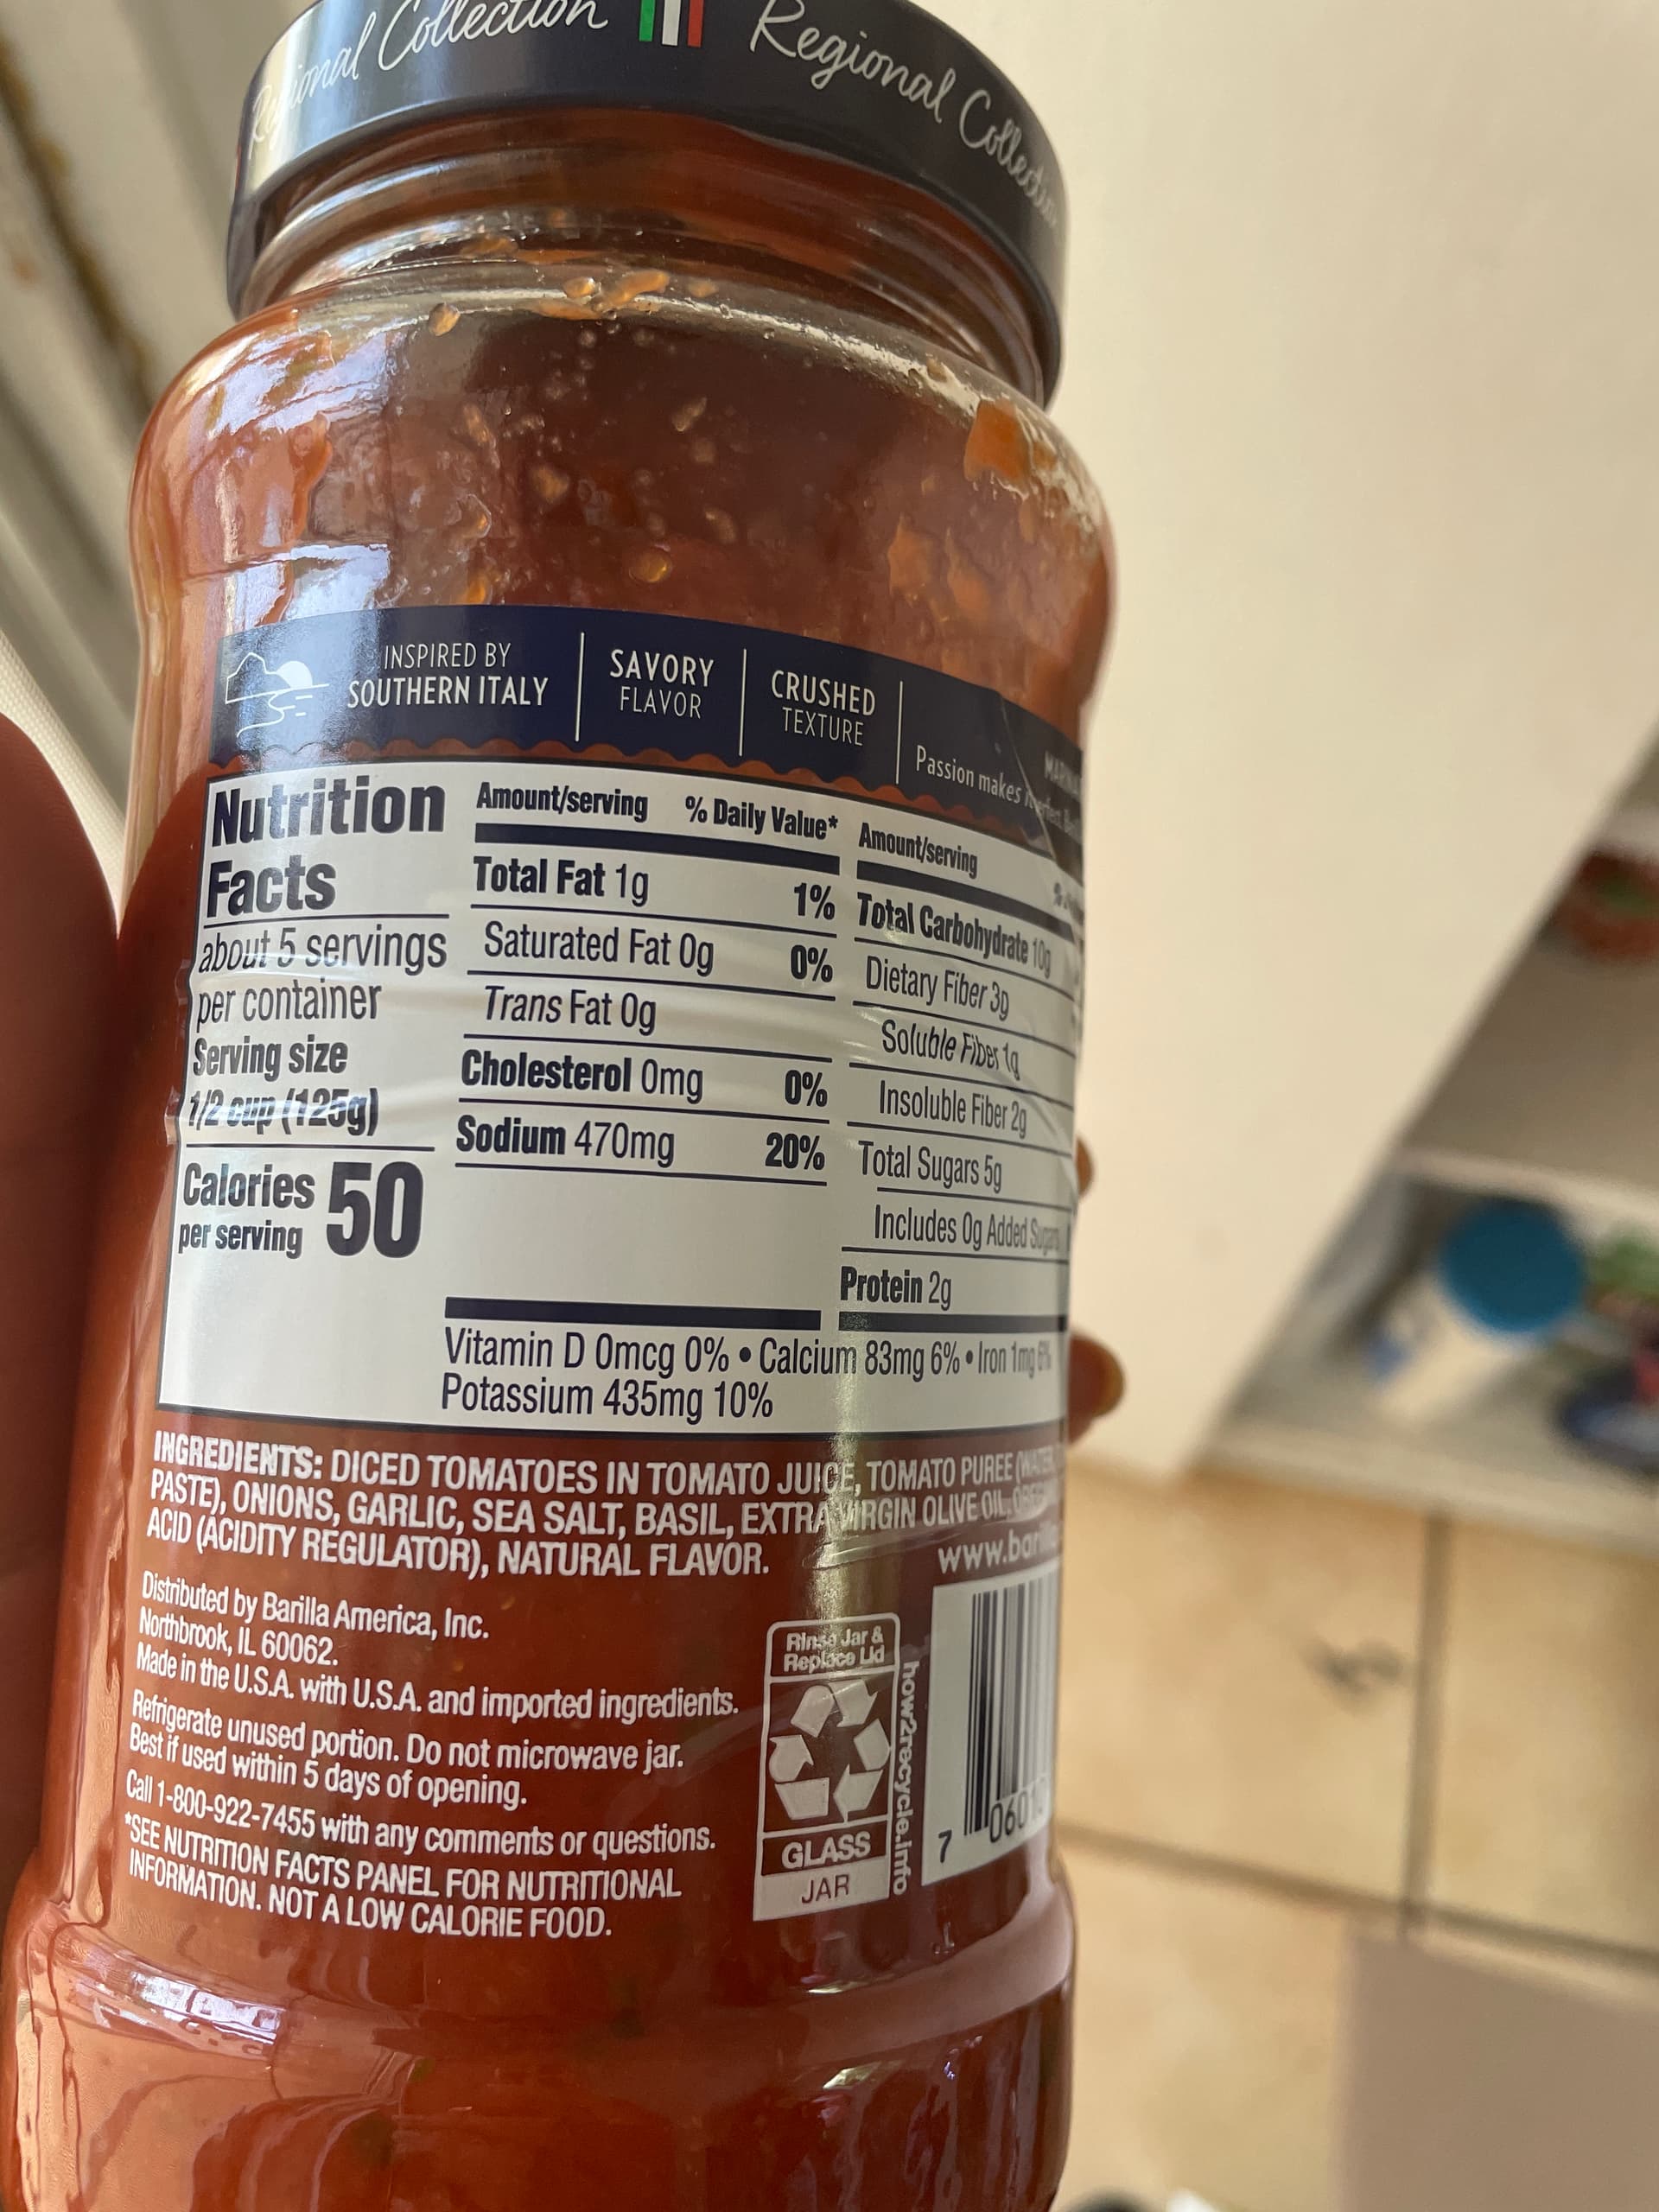 Regional Collection
Regional Collection
INSPIRED BY
SOUTHERN ITALY
SAVORY
FLAVOR
CRUSHED
TEXTURE
Passion makes
Nutrition
Facts
about 5 servings
per container
Serving size
1/2 cup (125g)
Calories
per serving
50
Amount/serving % Daily Value*
Total Fat 1g 1%
Saturated Fat 0g 0%
Trans Fat 0g
Cholesterol 0mg 0%
Sodium 470mg 20%
Amount/serving
Total Carbohydrate 10g
Dietary Fiber 3g
Soluble Fiber 1g
Insoluble Fiber 2g
Total Sugars 5g
Includes 0g Added Sugars
Protein 2g
Vitamin D 0mcg 0% • Calcium 83mg 6% • Iron 1mg 6%
Potassium 435mg 10%
INGREDIENTS: DICED TOMATOES IN TOMATO JUICE, TOMATO PUREE (WATER,
PASTE), ONIONS, GARLIC, SEA SALT, BASIL, EXTRA VIRGIN OLIVE OIL,
ACID (ACIDITY REGULATOR), NATURAL FLAVOR.
www.bari
Distributed by Barilla America, Inc.
Northbrook, IL 60062.
Made in the U.S.A. with U.S.A. and imported ingredients.
Refrigerate unused portion. Do not microwave jar.
Best if used within 5 days of opening.
Call 1-800-922-7455 with any comments or questions.
*SEE NUTRITION FACTS PANEL FOR NUTRITIONAL
INFORMATION. NOT A LOW CALORIE FOOD.
Rinse Jar &
Replace Lid
GLASS
JAR
how2recycle.info
7 0680